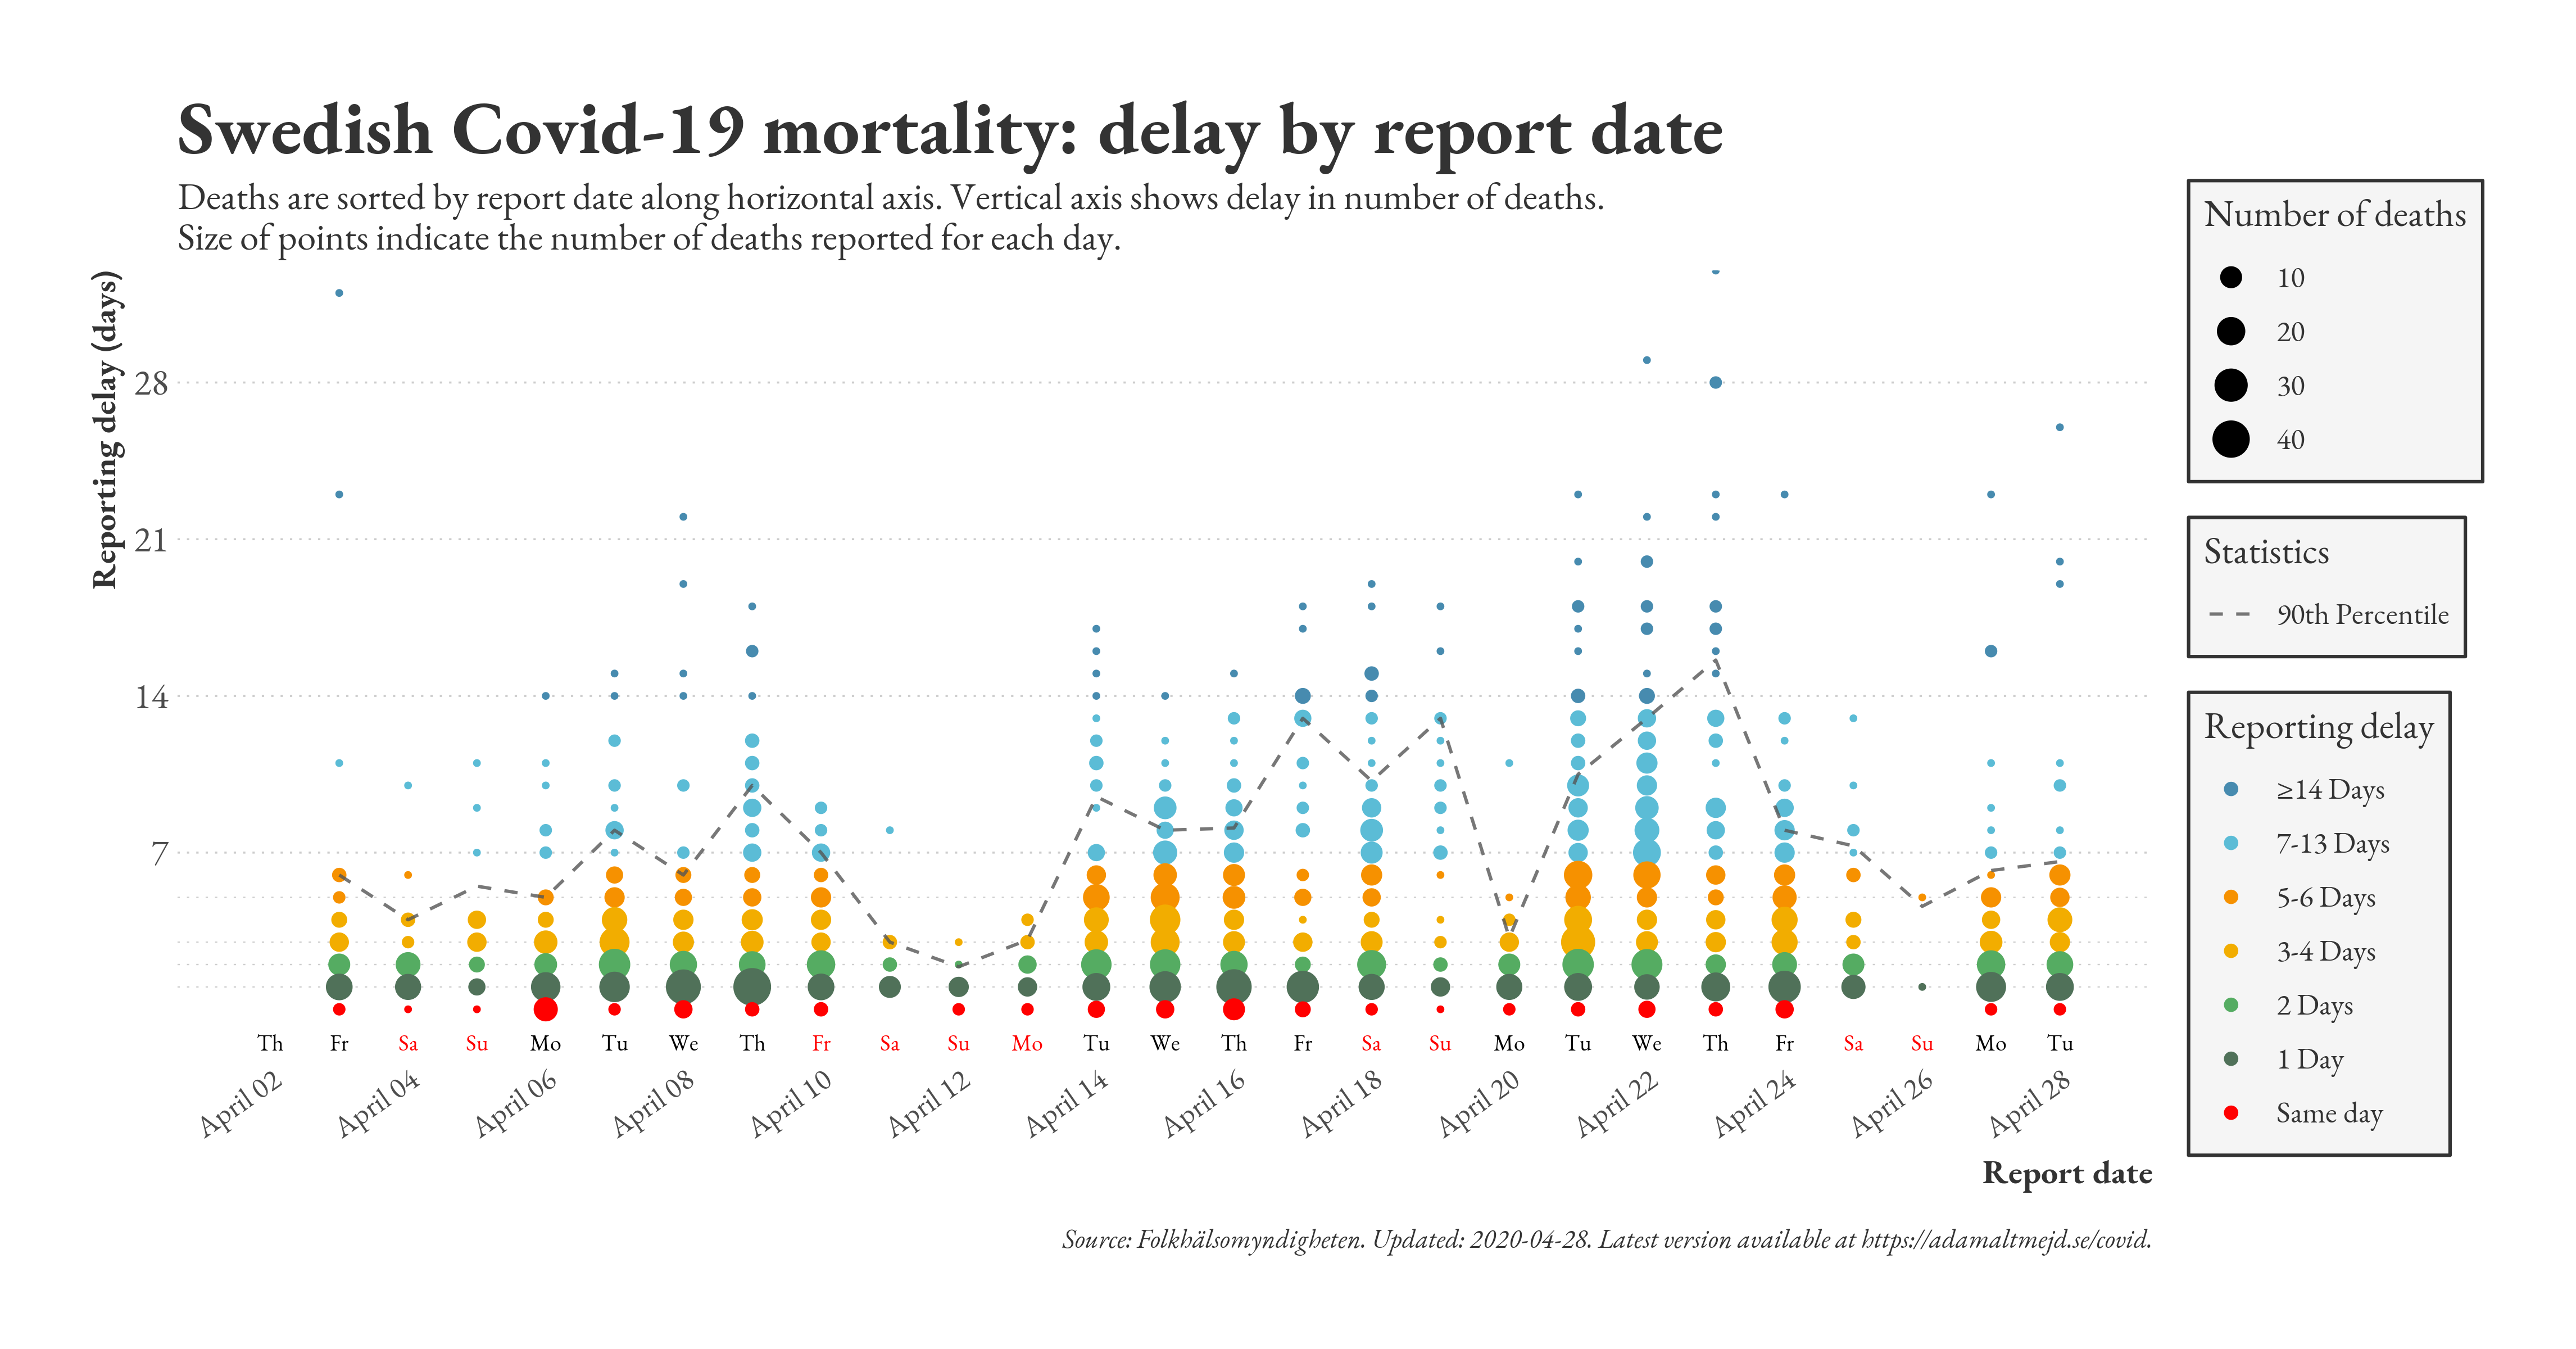 Swedish Covid-19 mortality: delay by report date
Deaths are sorted by report date along horizontal axis. Vertical axis shows delay in number of deaths.
Size of points indicate the number of deaths reported for each day.
Reporting delay (days)
28
21
14
7
Th Fr Sa Su Mo Tu We Th Fr Sa Su Mo Tu We Th Fr Sa Su Mo Tu We Th Fr Sa Su Mo Tu
April 02 April 04 April 06 April 08 April 10 April 12 April 14 April 16 April 18 April 20 April 22 April 24 April 26 April 28
Report date
Number of deaths
10
20
30
40
Statistics
90th Percentile
Reporting delay
≥14 Days
7-13 Days
5-6 Days
3-4 Days
2 Days
1 Day
Same day
Source: Folkhälsomyndigheten. Updated: 2020-04-28. Latest version available at https://adamaltmejd.se/covid.